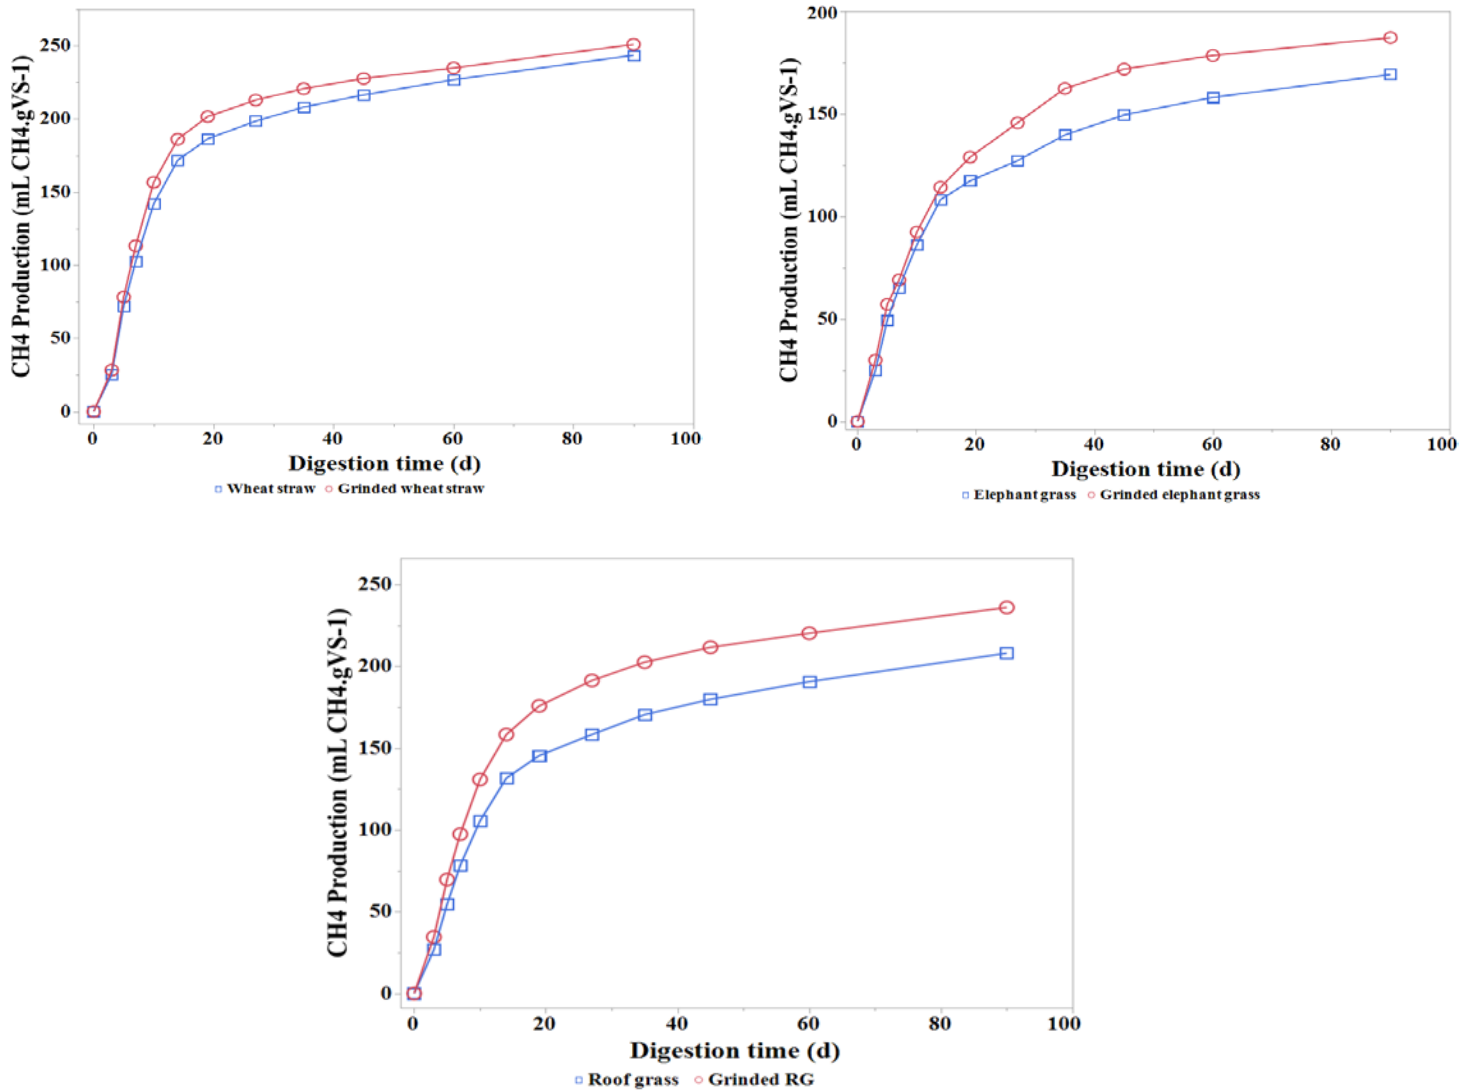 CH4 Production (mL CH4.gVS-1)
250
200
150
100
50
0
0 20 40 60 80 100
Digestion time (d)
Wheat straw Grinded wheat straw
CH4 Production (mL CH4.gVS-1)
200
150
100
50
0
0 20 40 60 80 100
Digestion time (d)
Elephant grass Grinded elephant grass
CH4 Production (mL CH4.gVS-1)
250
200
150
100
50
0
0 20 40 60 80 100
Digestion time (d)
Roof grass Grinded RG